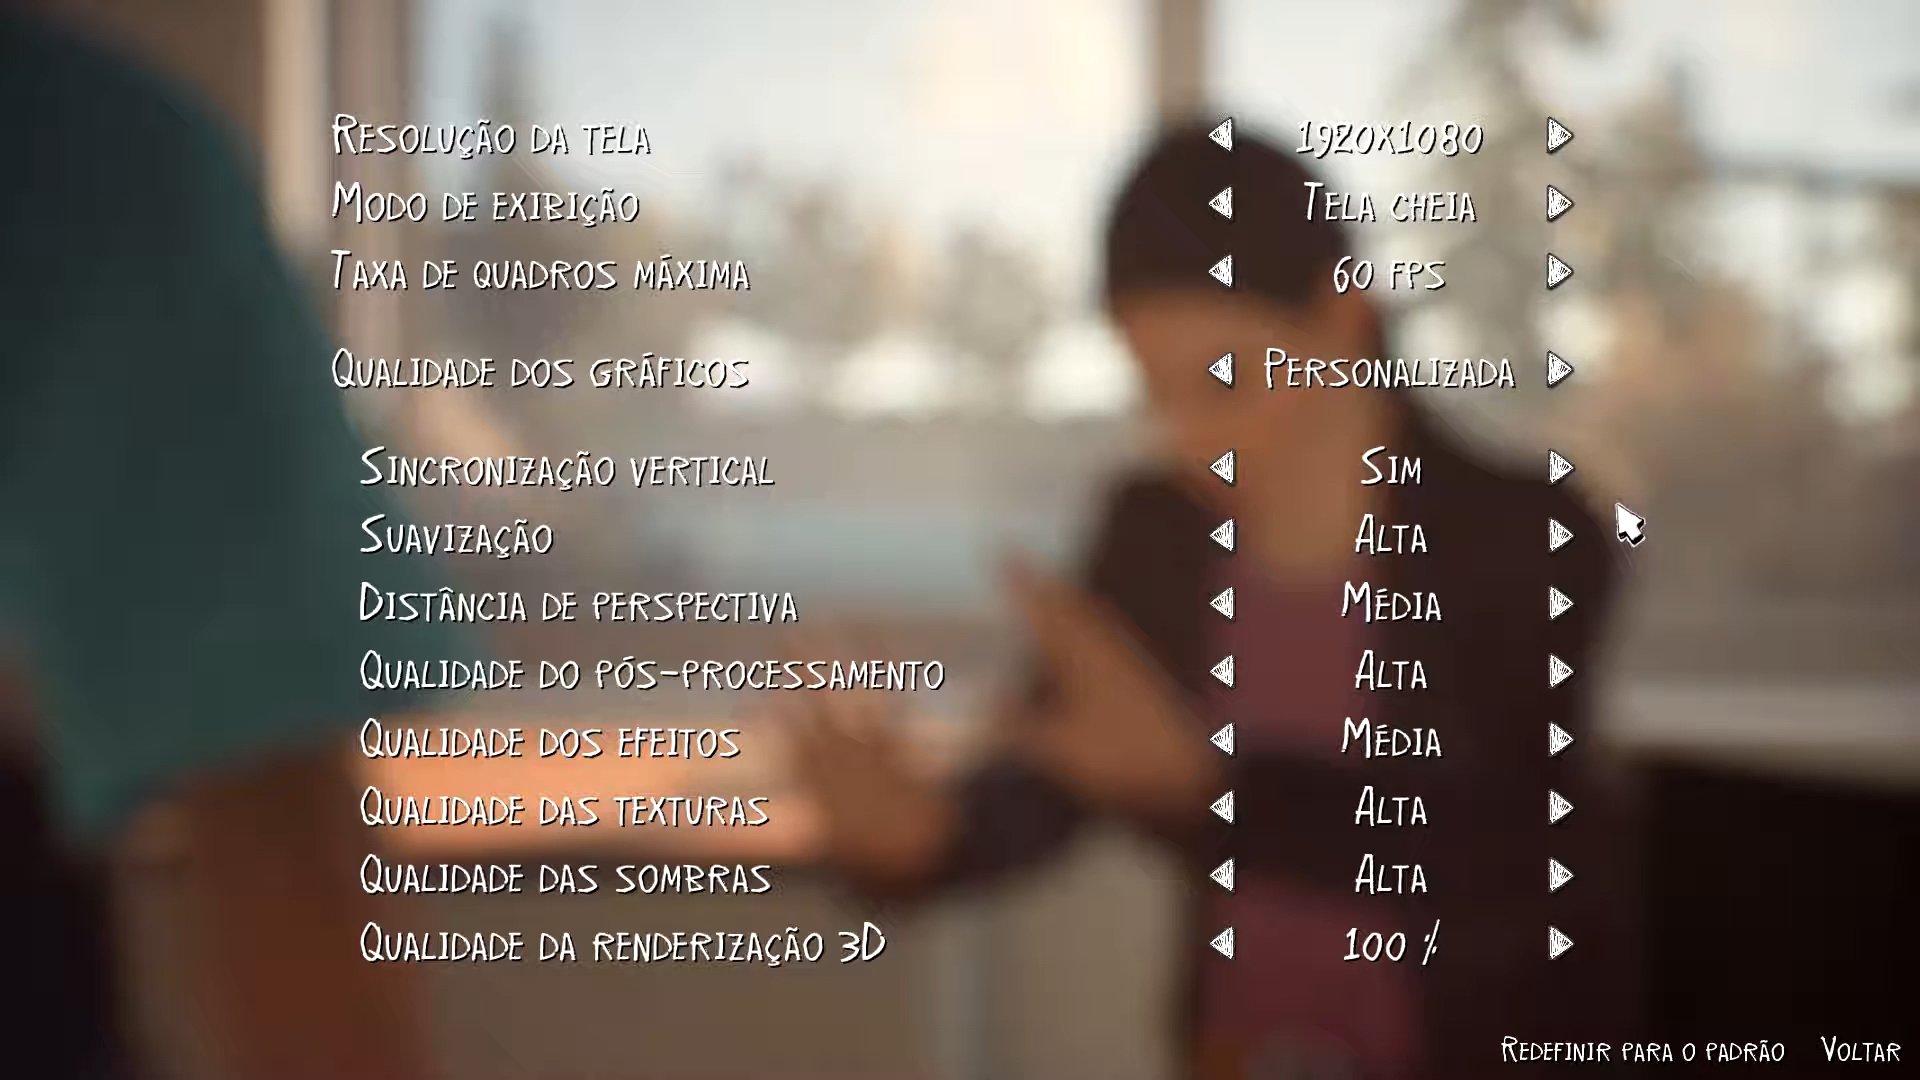 Resolução da tela 1920x1080
Modo de exibição Tela cheia
Taxa de quadros máxima 60 fps
Qualidade dos gráficos Personalizada
Sincronização vertical Sim
Suavização Alta
Distância de perspectiva Média
Qualidade do pós-processamento Alta
Qualidade dos efeitos Média
Qualidade das texturas Alta
Qualidade das sombras Alta
Qualidade da renderização 3D 100 %
Redefinir para o padrão Voltar